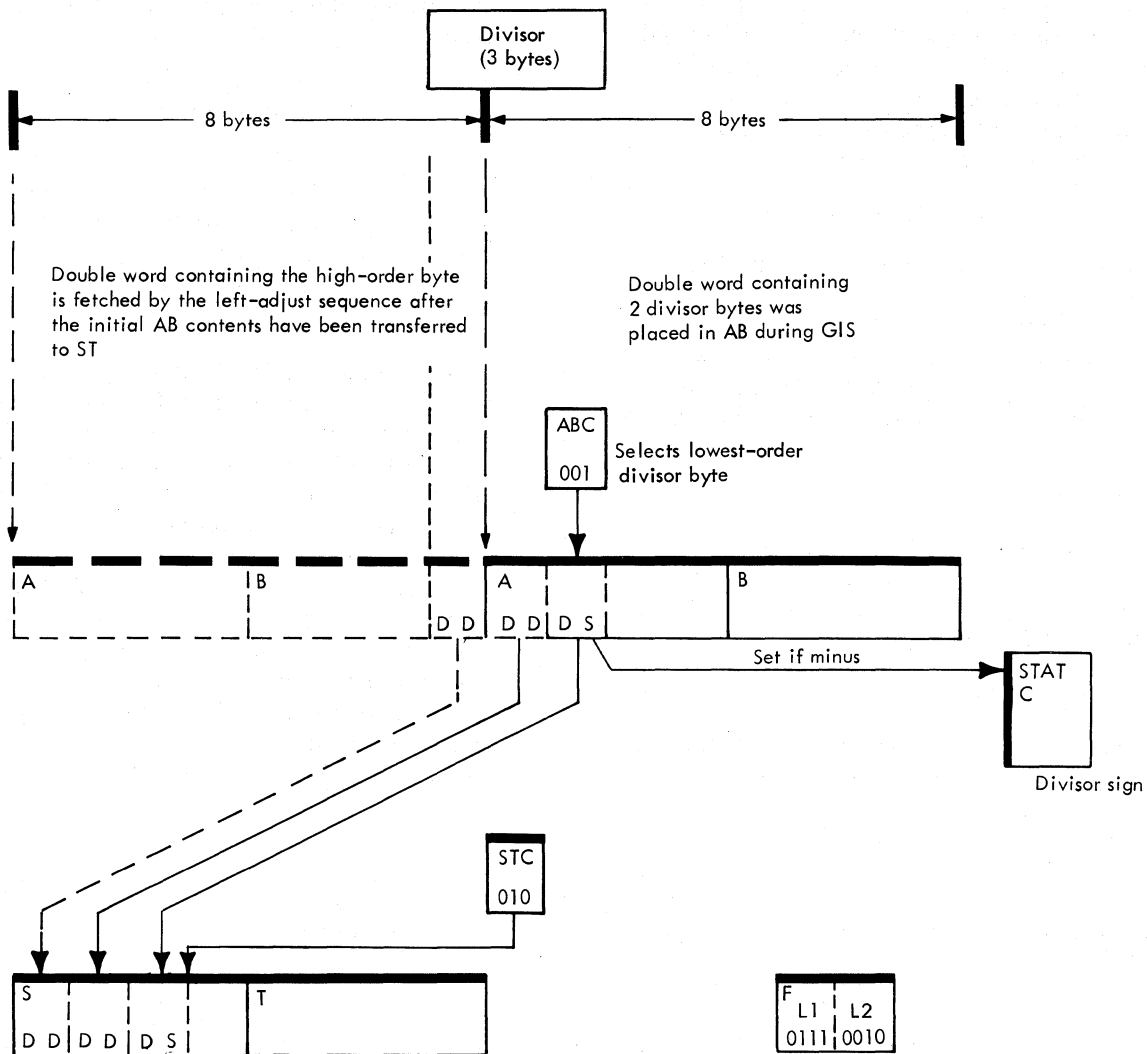 Divisor
(3 bytes)
8 bytes
8 bytes
Double word containing the high-order byte
is fetched by the left-adjust sequence after
the initial AB contents have been transferred
to ST
Double word containing
2 divisor bytes was
placed in AB during GIS
ABC
001
Selects lowest-order
divisor byte
A
B
A
B
D D
D D
D S
Set if minus
STAT
C
Divisor sign
STC
010
S
T
D D
D D
D S
F
L1
L2
0111
0010